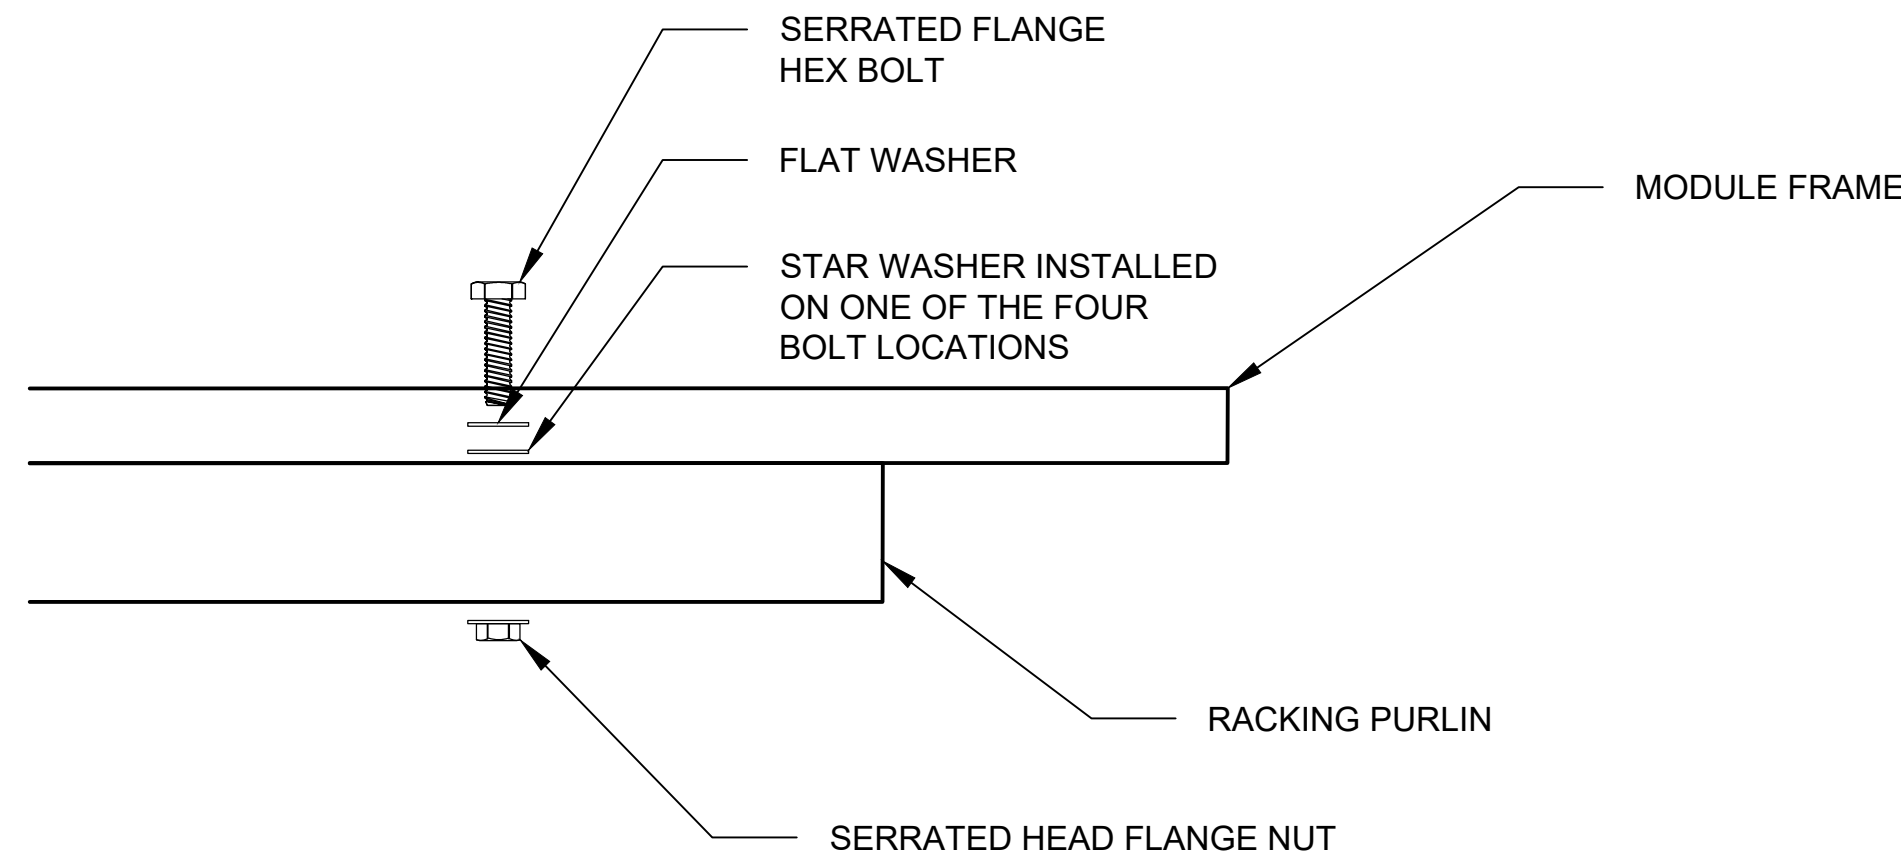 SERRATED FLANGE
HEX BOLT
FLAT WASHER
MODULE FRAME
STAR WASHER INSTALLED
ON ONE OF THE FOUR
BOLT LOCATIONS
RACKING PURLIN
SERRATED HEAD FLANGE NUT